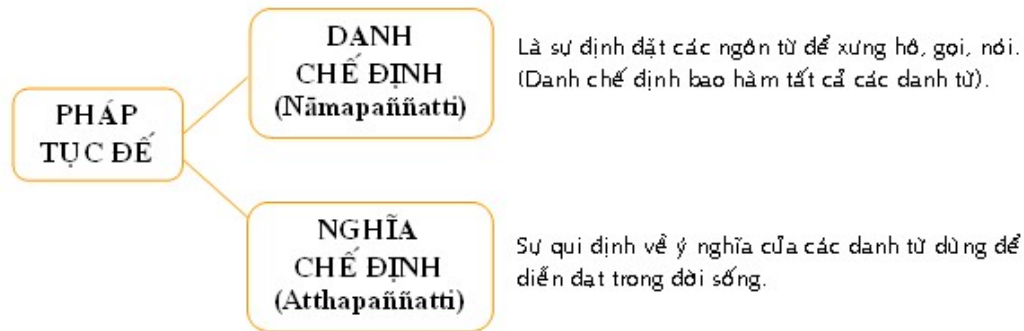 PHÁP
TỤC ĐẾ
DANH
CHẾ ĐỊNH
(Nāmapaññatti)
Là sự định đặt các ngôn từ để xưng hô, gọi, nói.
(Danh chế định bao hàm tất cả các danh từ).
NGHĨA
CHẾ ĐỊNH
(Atthapaññatti)
Sự qui định về ý nghĩa của các danh từ dùng để
diễn đạt trong đời sống.